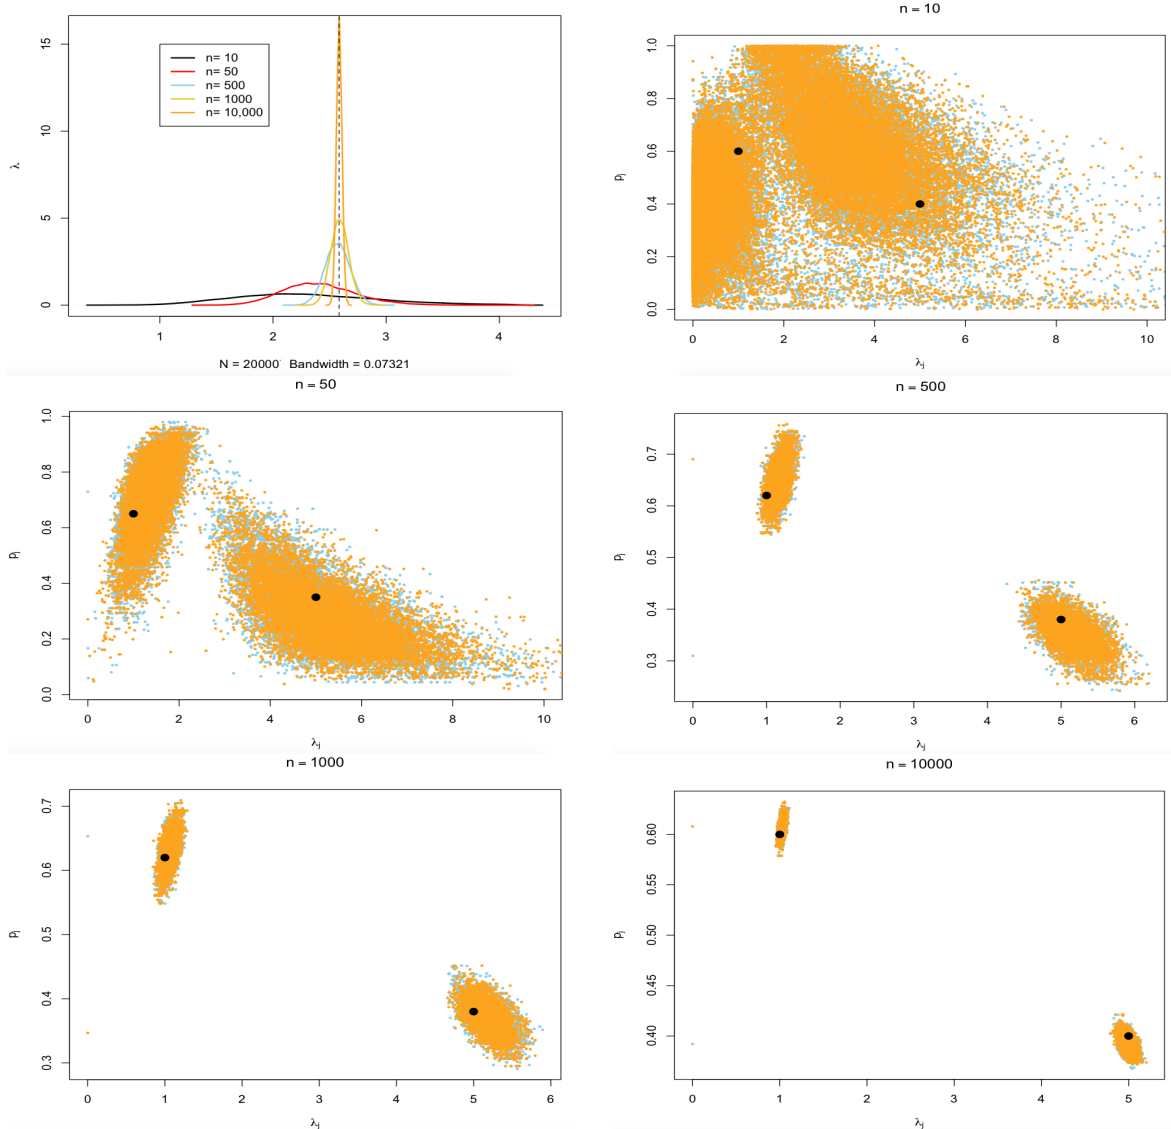 n = 10
15
10
5
0
λ
n= 10
n= 50
n= 500
n= 1000
n= 10,000
1 2 3 4
N = 20000 Bandwidth = 0.07321
1.0
0.8
0.6
0.4
0.2
0.0
pj
0 2 4 6 8 10
λj
n = 50
1.0
0.8
0.6
0.4
0.2
0.0
pj
0 2 4 6 8 10
λj
n = 500
0.7
0.6
0.5
0.4
0.3
pj
0 1 2 3 4 5 6
λj
n = 1000
0.7
0.6
0.5
0.4
0.3
pj
0 1 2 3 4 5 6
λj
n = 10000
0.60
0.55
0.50
0.45
0.40
pj
0 1 2 3 4 5
λj